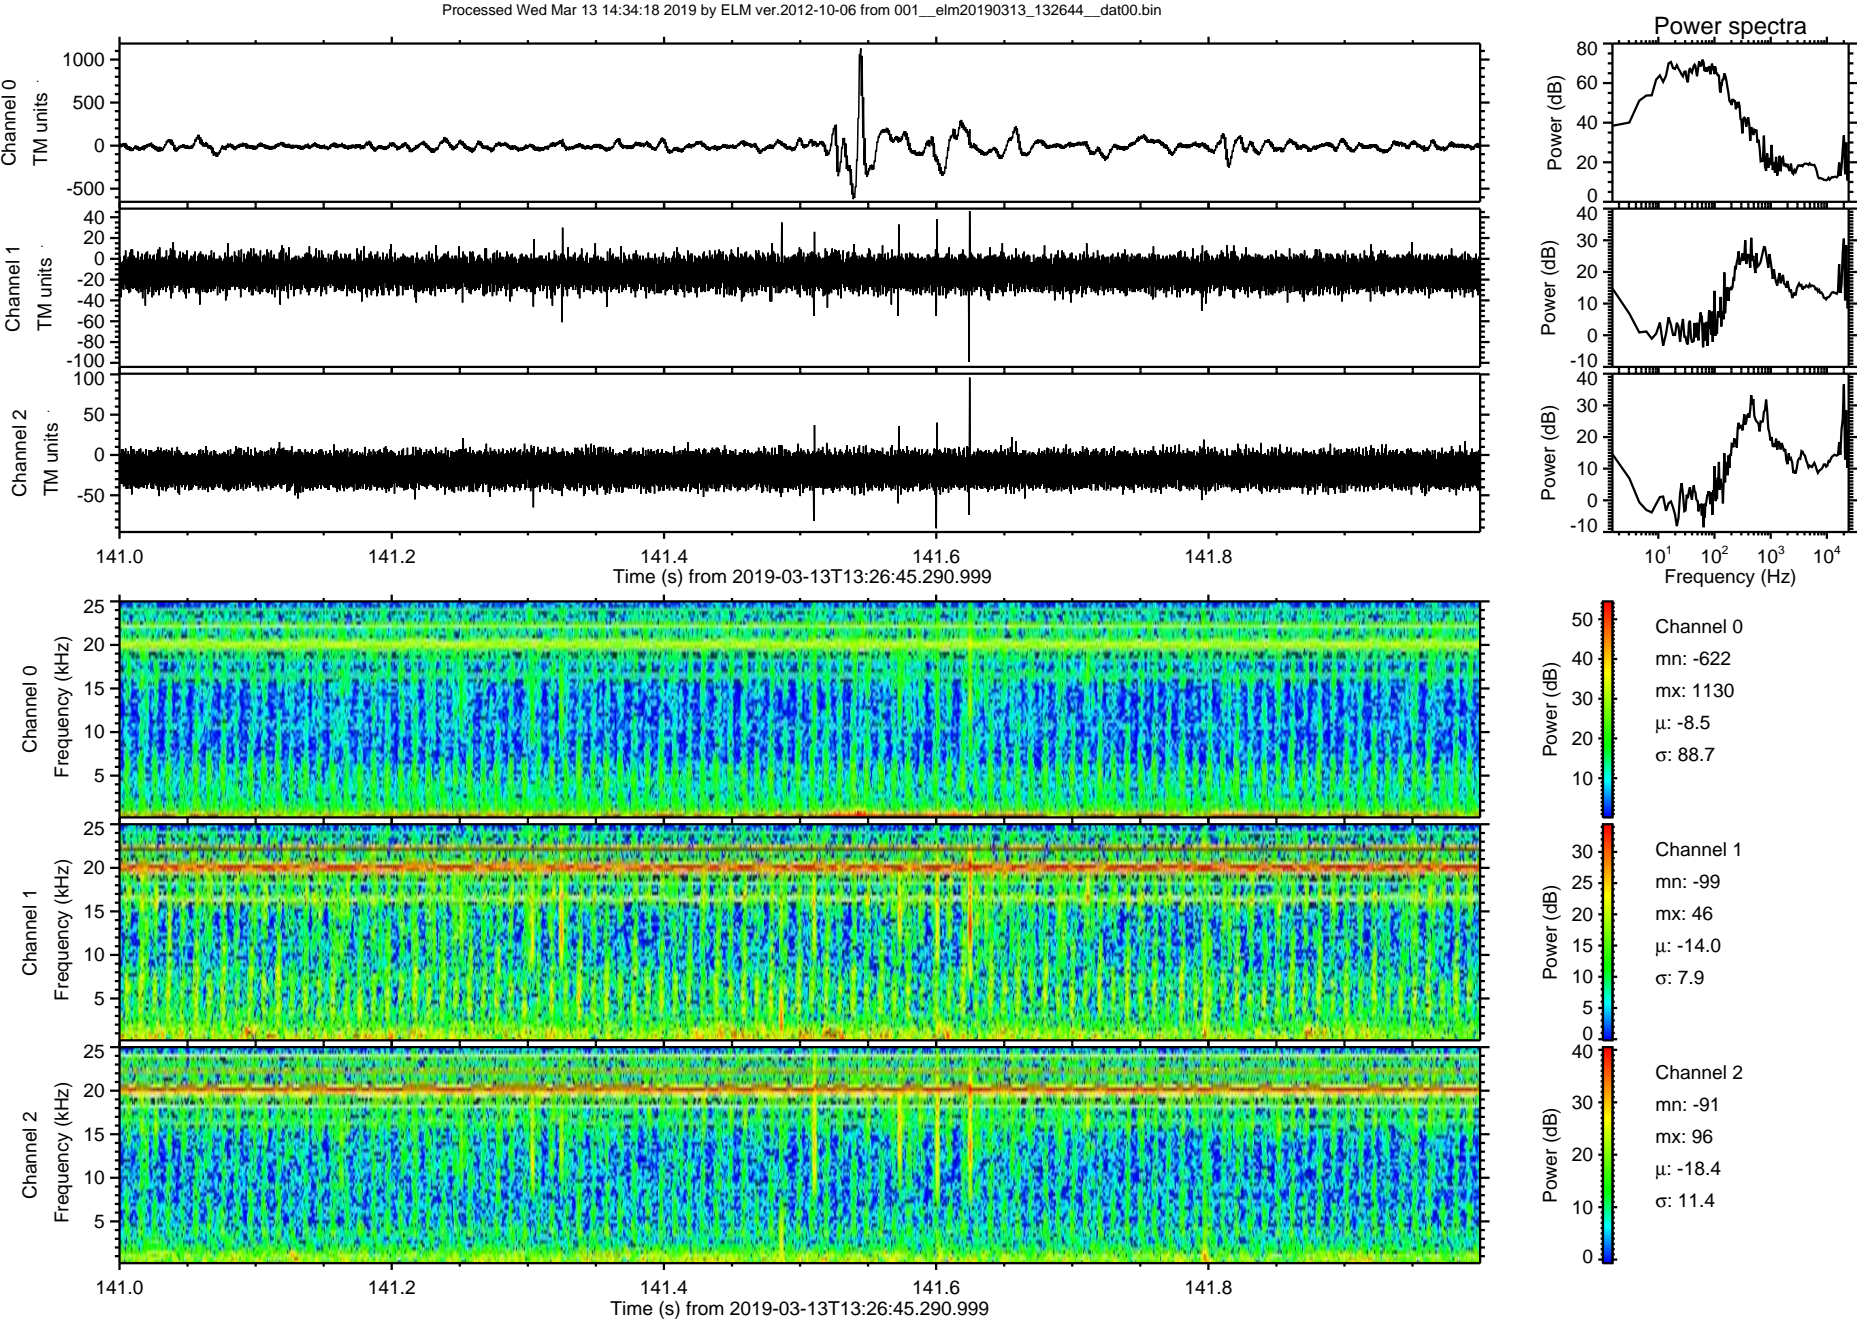 Processed Wed Mar 13 14:34:18 2019 by ELM ver.2012-10-06 from 001__elm20190313_132644__dat00.bin
Power spectra
Channel 0
TM units
1000
500
0
-500
Power (dB)
80
60
40
20
0
Channel 1
TM units
40
20
0
-20
-40
-60
-80
-100
Power (dB)
40
30
20
10
0
-10
Channel 2
TM units
100
50
0
-50
Power (dB)
40
30
20
10
0
-10
141.0 141.2 141.4 141.6 141.8
Time (s) from 2019-03-13T13:26:45.290.999
10¹ 10² 10³ 10⁴
Frequency (Hz)
Channel 0
Frequency (kHz)
25
20
15
10
5
Power (dB)
50
40
30
20
10
Channel 0
mn: -622
mx: 1130
μ: -8.5
σ: 88.7
Channel 1
Frequency (kHz)
25
20
15
10
5
Power (dB)
30
25
20
15
10
5
0
Channel 1
mn: -99
mx: 46
μ: -14.0
σ: 7.9
Channel 2
Frequency (kHz)
25
20
15
10
5
Power (dB)
40
30
20
10
0
Channel 2
mn: -91
mx: 96
μ: -18.4
σ: 11.4
141.0 141.2 141.4 141.6 141.8
Time (s) from 2019-03-13T13:26:45.290.999